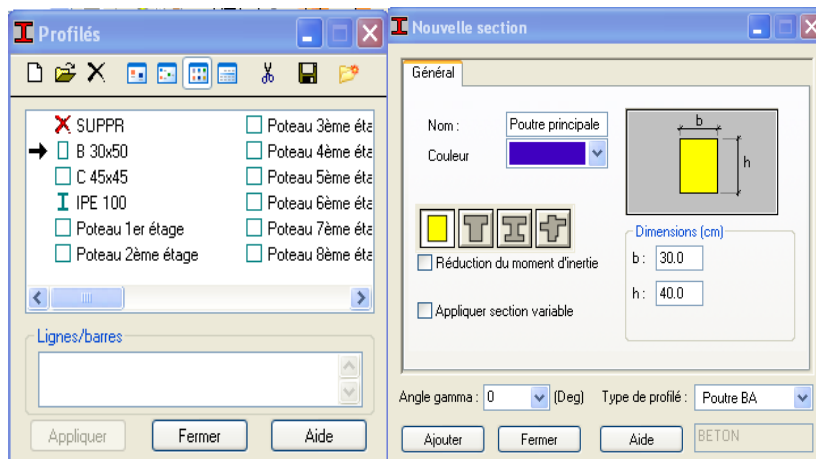 Profilés
SUPPR
B 30x50
C 45x45
IPE 100
Poteau 1er étage
Poteau 2ème étage
Poteau 3ème éta
Poteau 4ème éta
Poteau 5ème éta
Poteau 6ème éta
Poteau 7ème éta
Poteau 8ème éta
Lignes/barres
Appliquer Fermer Aide
Nouvelle section
Général
Nom : Poutre principale
Couleur
b
h
Réduction du moment d'inertie
Appliquer section variable
Dimensions (cm)
b : 30.0
h : 40.0
Angle gamma : 0 (Deg) Type de profilé : Poutre BA
Ajouter Fermer Aide BETON